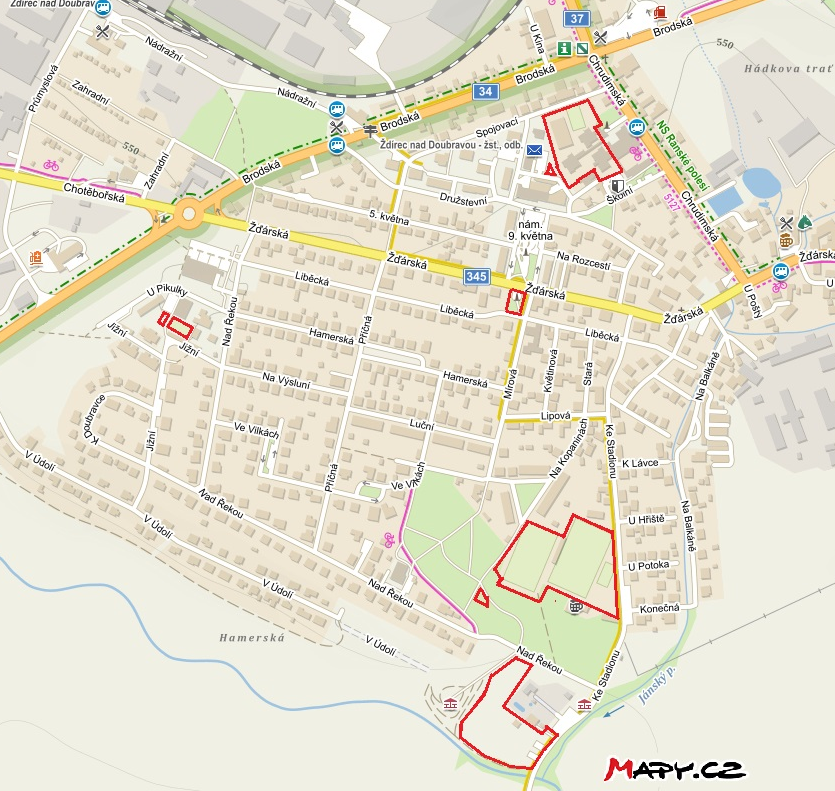 Ždírec nad Doubravou
37
U Kina
Brodská
550
Nádražní
Průmyslová
Zahradní
Nádražní
Brodská
34
Chrudimská
Hádkova trať
550
Brodská
Spojovací
Ždírec nad Doubravou - žst., odb.
NS Ranské polesí
Zahradní
Brodská
Chotěbořská
Družstevní
Školní
5127
Chrudimská
5. května
nám.
9. května
Žďárská
Žďárská
Na Rozcestí
345
Žďárská
Žďárská
Žďárská
U Pošty
U
U Pikulky
Liběcká
Liběcká
Liběcká
Nad Řekou
Příčná
Jižní
Jižní
Hamerská
Hamerská
Na Výsluní
Mírová
Květinová
Stará
Na Balkáně
K Doubravce
Jižní
Ve Vilkách
Luční
Lipová
Na Kopaninách
Ke Stadionu
K Lávce
V Údolí
Příčná
Ve Vilkách
Nad Řekou
Na Balkáně
U Hřiště
V Údolí
U Potoka
V Údolí
Nad Řekou
Konečná
Hamerská
V Údolí
Nad Řekou
Ke Stadionu
Jánský p.
Mapy.cz